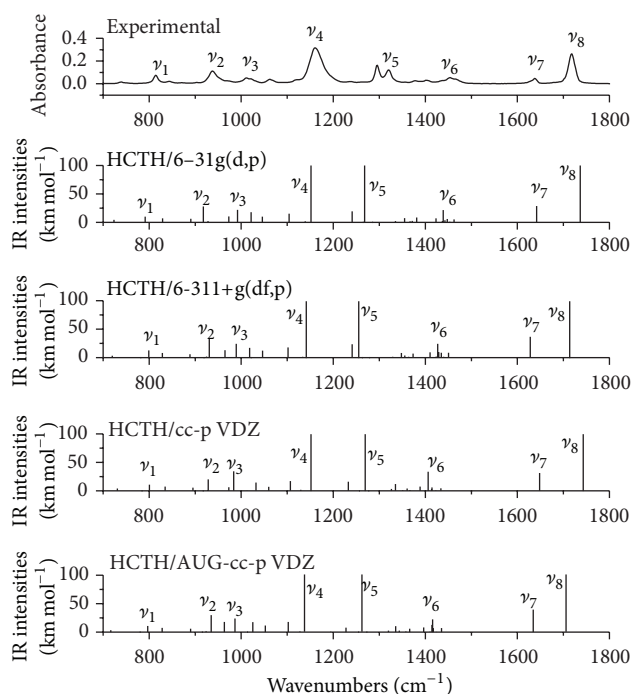 Experimental
Absorbance
0.4
0.2
0.0
ν1 ν2 ν3 ν4 ν5 ν6 ν7 ν8
800 1000 1200 1400 1600 1800
HCTH/6–31g(d,p)
IR intensities
(km mol−1)
100
50
0
ν1 ν2 ν3 ν4 ν5 ν6 ν7 ν8
800 1000 1200 1400 1600 1800
HCTH/6-311+g(df,p)
IR intensities
(km mol−1)
100
50
0
ν1 ν2 ν3 ν4 ν5 ν6 ν7 ν8
800 1000 1200 1400 1600 1800
HCTH/cc-p VDZ
IR intensities
(km mol−1)
100
50
0
ν1 ν2 ν3 ν4 ν5 ν6 ν7 ν8
800 1000 1200 1400 1600 1800
HCTH/AUG-cc-p VDZ
IR intensities
(km mol−1)
100
50
0
ν1 ν2 ν3 ν4 ν5 ν6 ν7 ν8
800 1000 1200 1400 1600 1800
Wavenumbers (cm−1)